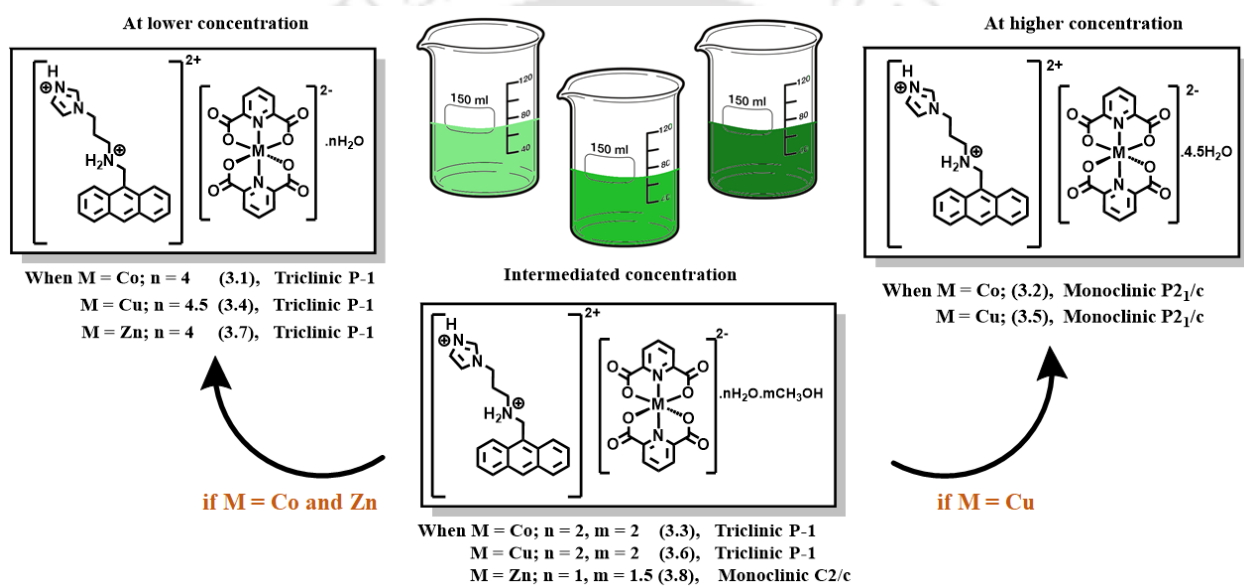 At lower concentration
At higher concentration
H
N
N
H2N
2+
O
O
N
O
O
M
O
O
N
O
O
2-
.nH2O
When M = Co; n = 4 (3.1), Triclinic P-1
M = Cu; n = 4.5 (3.4), Triclinic P-1
M = Zn; n = 4 (3.7), Triclinic P-1
150 ml
120
80
40
150 ml
120
80
150 ml
120
80
H
N
N
H2N
2+
O
O
N
O
O
M
O
O
N
O
O
2-
.4.5H2O
When M = Co; (3.2), Monoclinic P21/c
M = Cu; (3.5), Monoclinic P21/c
Intermediated concentration
H
N
N
H2N
2+
O
O
N
O
O
M
O
O
N
O
O
2-
.nH2O.mCH3OH
if M = Co and Zn
if M = Cu
When M = Co; n = 2, m = 2 (3.3), Triclinic P-1
M = Cu; n = 2, m = 2 (3.6), Triclinic P-1
M = Zn; n = 1, m = 1.5 (3.8), Monoclinic C2/c